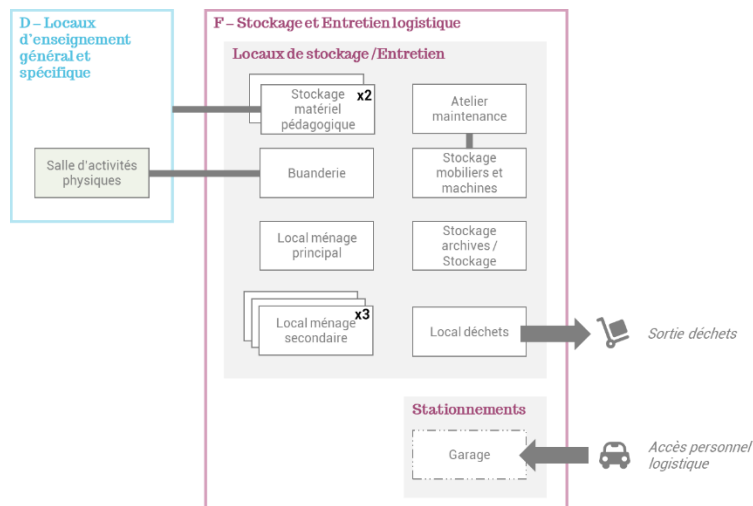 D – Locaux
d'enseignement
général et
spécifique
Salle d'activités
physiques
F – Stockage et Entretien logistique
Locaux de stockage /Entretien
Stockage
matériel
pédagogique
x2
Atelier
maintenance
Buanderie
Stockage
mobiliers et
machines
Local ménage
principal
Stockage
archives /
Stockage
Local ménage
secondaire
x3
Local déchets
Sortie déchets
Stationnements
Garage
Accès personnel
logistique